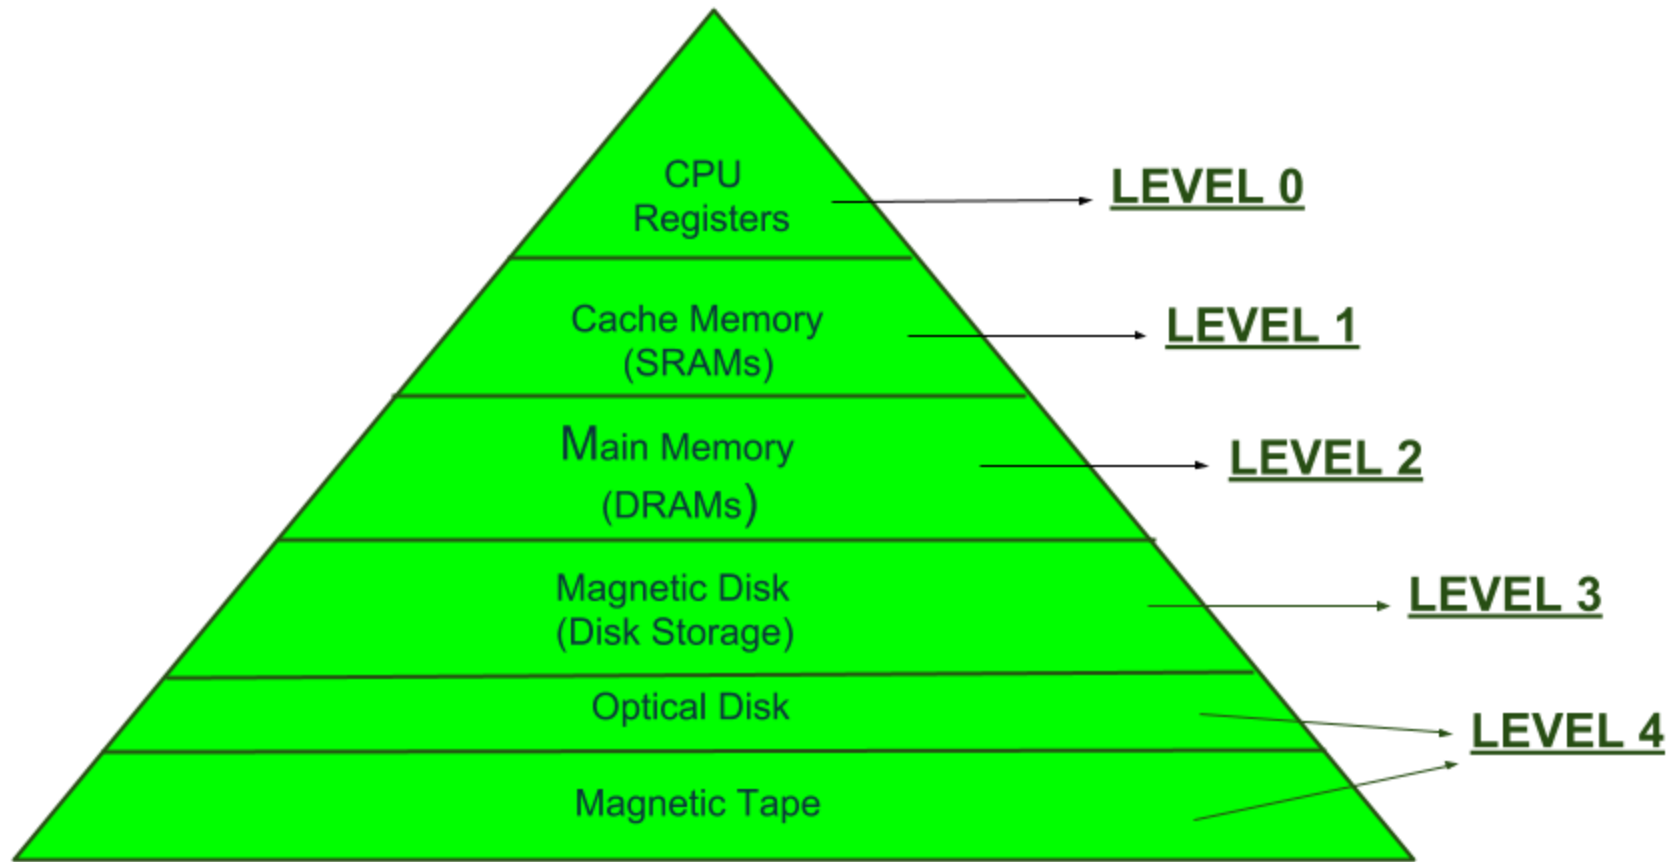 CPU
Registers
LEVEL 0
Cache Memory
(SRAMs)
LEVEL 1
Main Memory
(DRAMs)
LEVEL 2
Magnetic Disk
(Disk Storage)
LEVEL 3
Optical Disk
LEVEL 4
Magnetic Tape